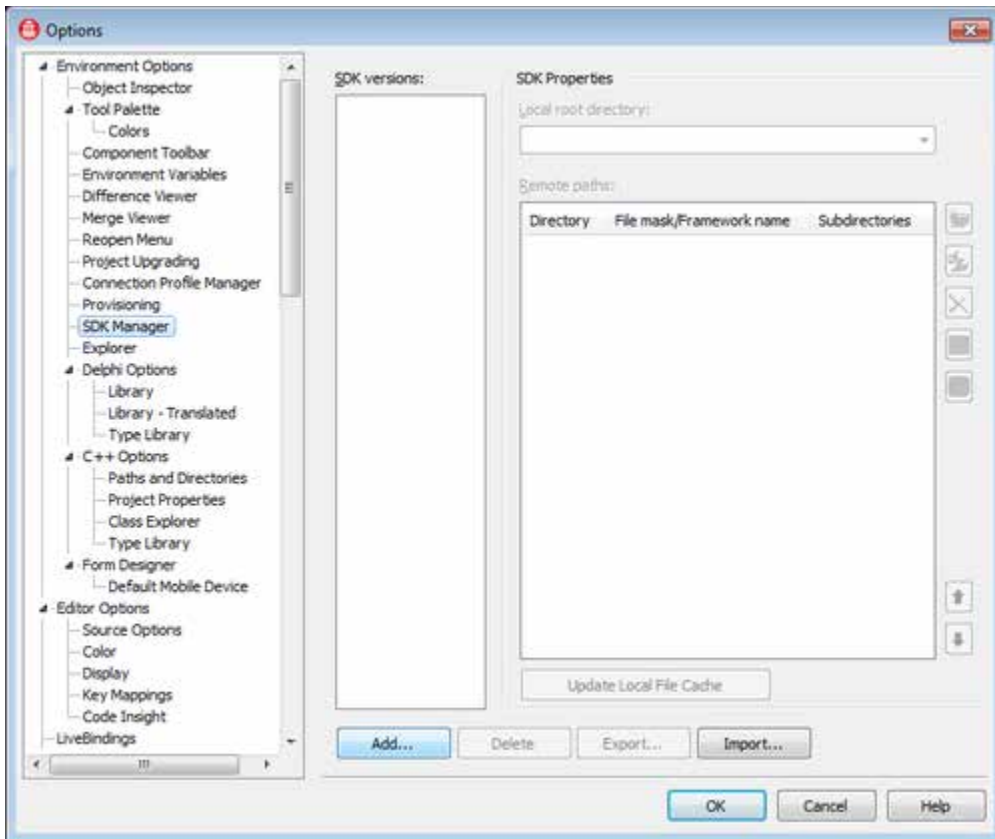 Options
Environment Options
Object Inspector
Tool Palette
Colors
Component Toolbar
Environment Variables
Difference Viewer
Merge Viewer
Reopen Menu
Project Upgrading
Connection Profile Manager
Provisioning
SDK Manager
Explorer
Delphi Options
Library
Library - Translated
Type Library
C++ Options
Paths and Directories
Project Properties
Class Explorer
Type Library
Form Designer
Default Mobile Device
Editor Options
Source Options
Color
Display
Key Mappings
Code Insight
LiveBindings
SDK versions:
SDK Properties
Local root directory:
Remote paths:
Directory File mask/Framework name Subdirectories
Update Local File Cache
Add... Delete Export... Import...
OK Cancel Help